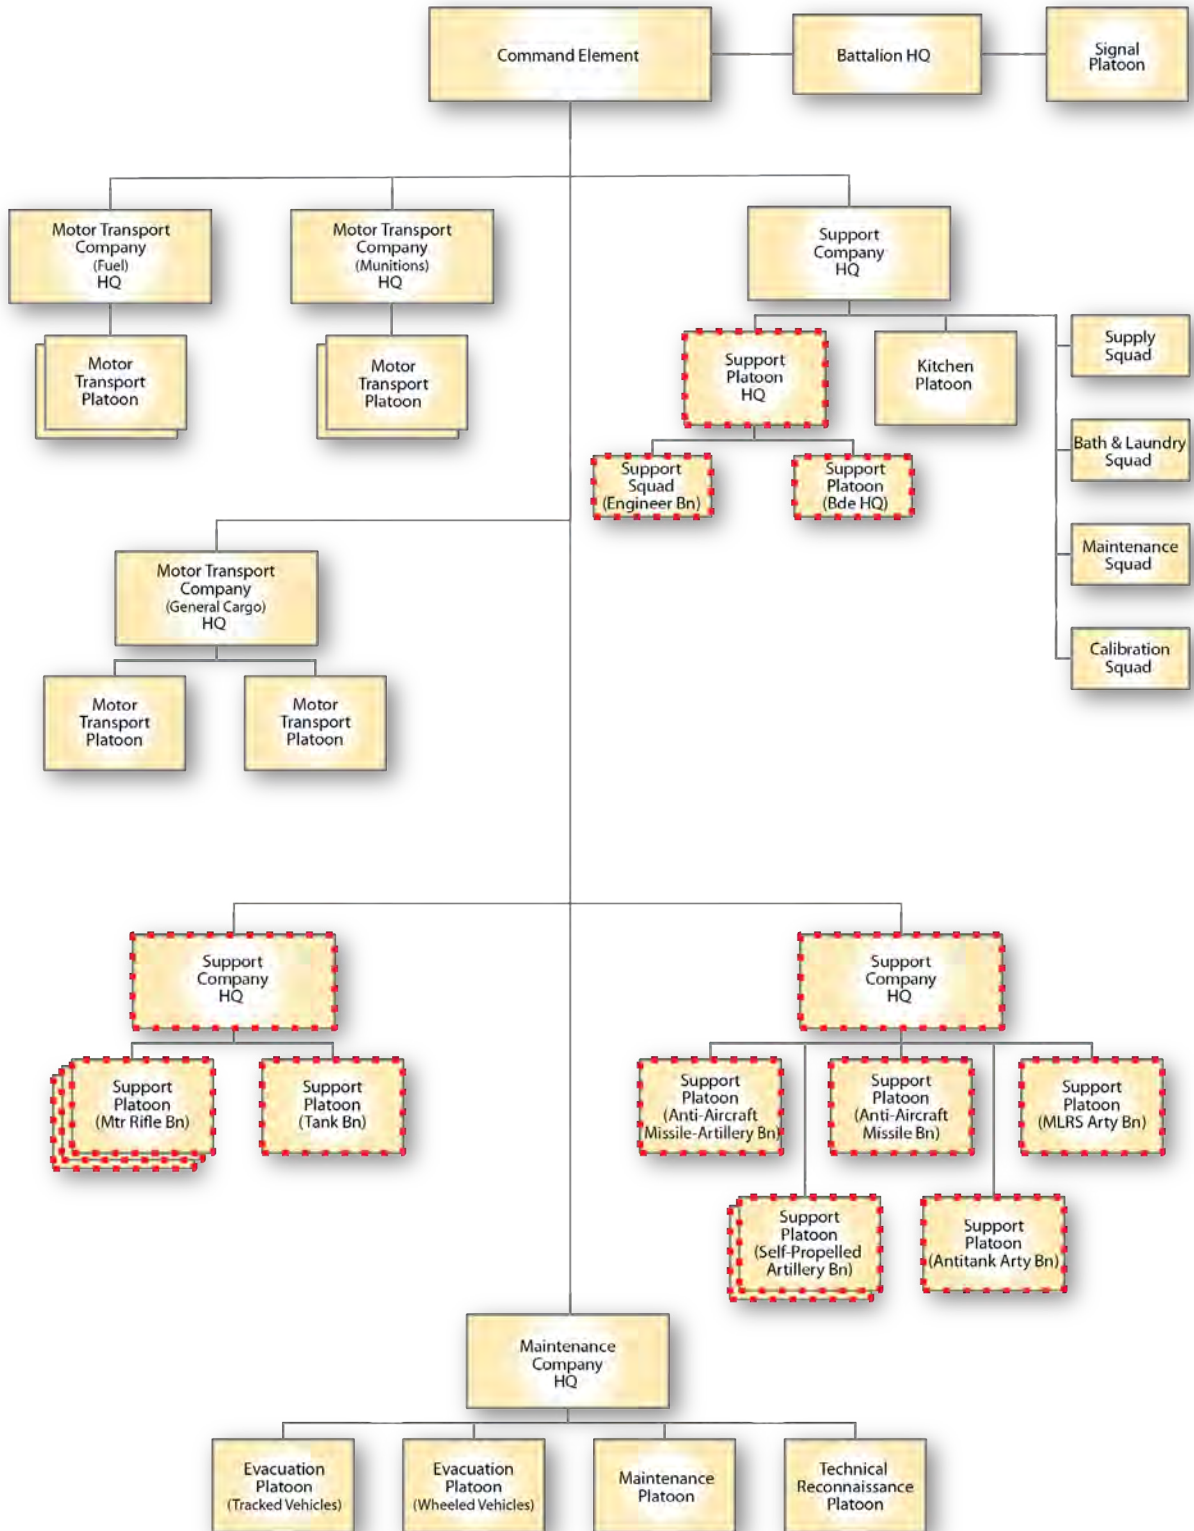 Command Element
Battalion HQ
Signal
Platoon
Motor Transport
Company
(Fuel)
HQ
Motor Transport
Company
(Munitions)
HQ
Support
Company
HQ
Motor
Transport
Platoon
Motor
Transport
Platoon
Support
Platoon
HQ
Kitchen
Platoon
Supply
Squad
Bath & Laundry
Squad
Maintenance
Squad
Calibration
Squad
Support
Squad
(Engineer Bn)
Support
Platoon
(Bde HQ)
Motor Transport
Company
(General Cargo)
HQ
Motor
Transport
Platoon
Motor
Transport
Platoon
Support
Company
HQ
Support
Company
HQ
Support
Platoon
(Mtr Rifle Bn)
Support
Platoon
(Tank Bn)
Support
Platoon
(Anti-Aircraft
Missile-Artillery Bn)
Support
Platoon
(Anti-Aircraft
Missile Bn)
Support
Platoon
(MLRS Arty Bn)
Support
Platoon
(Self-Propelled
Artillery Bn)
Support
Platoon
(Antitank Arty Bn)
Maintenance
Company
HQ
Evacuation
Platoon
(Tracked Vehicles)
Evacuation
Platoon
(Wheeled Vehicles)
Maintenance
Platoon
Technical
Reconnaissance
Platoon